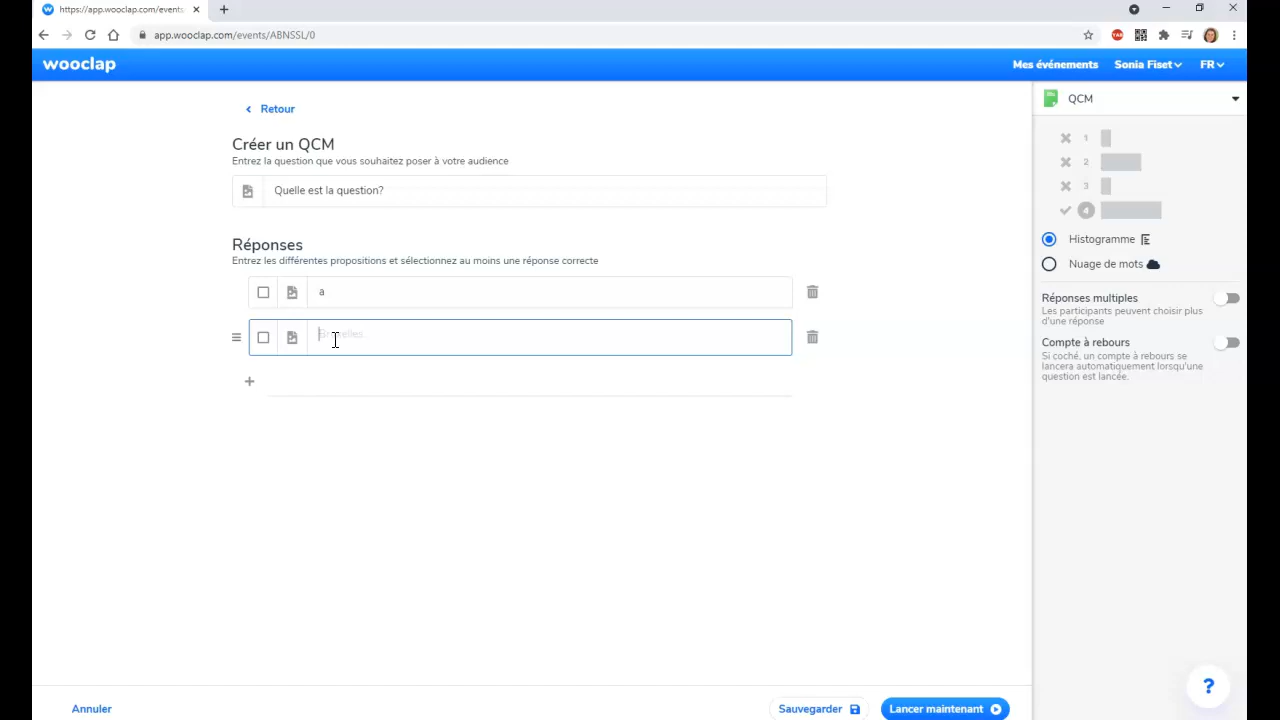 https://app.wooclap.com/events
app.wooclap.com/events/ABNSSL/0
wooclap
Mes événements
Sonia Fiset
FR
Retour
Créer un QCM
Entrez la question que vous souhaitez poser à votre audience
Quelle est la question?
Réponses
Entrez les différentes propositions et sélectionnez au moins une réponse correcte
a
Bruxelles
Annuler
Sauvegarder
Lancer maintenant
QCM
1
2
3
4
Histogramme
Nuage de mots
Réponses multiples
Les participants peuvent choisir plus
d'une réponse
Compte à rebours
Si coché, un compte à rebours se
lancera automatiquement lorsqu'une
question est lancée.
?